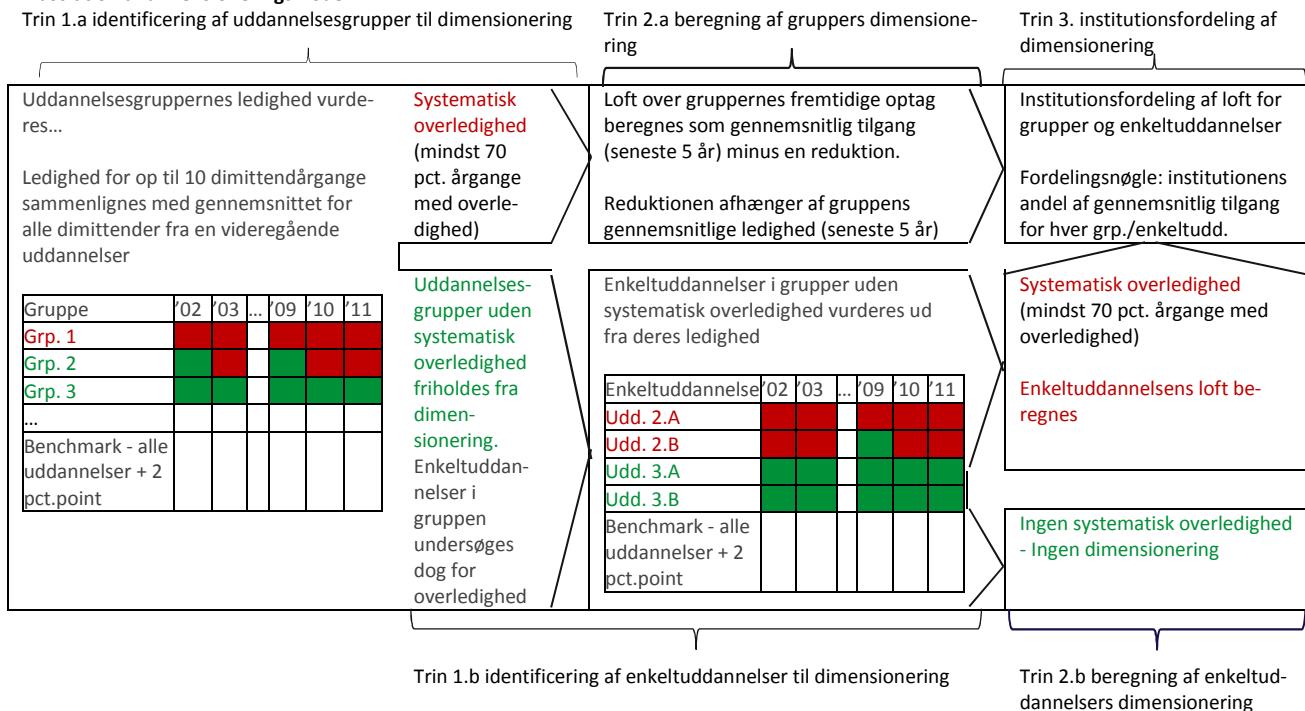 Trin 1.a identificering af uddannelsesgrupper til dimensionering
Trin 2.a beregning af gruppers dimensione-
ring
Trin 3. institutionsfordeling af
dimensionering
Uddannelsesgruppernes ledighed vurde-
res...
Ledighed for op til 10 dimittendårgange
sammenlignes med gennemsnittet for
alle dimittender fra en videregående
uddannelser
Gruppe '02 '03 ... '09 '10 '11
Grp. 1
Grp. 2
Grp. 3
...
Benchmark - alle
uddannelser + 2
pct.point
Systematisk
overledighed
(mindst 70
pct. årgange
med overle-
dighed)
Uddannelses-
grupper uden
systematisk
overledighed
friholdes fra
dimen-
sionering.
Enkeltuddan-
nelser i
gruppen
undersøges
dog for
overledighed
Loft over gruppernes fremtidige optag
beregnes som gennemsnitlig tilgang
(seneste 5 år) minus en reduktion.
Reduktionen afhænger af gruppens
gennemsnitlige ledighed (seneste 5 år)
Enkeltuddannelser i grupper uden
systematisk overledighed vurderes ud
fra deres ledighed
Enkeltuddannelse '02 '03 ... '09 '10 '11
Udd. 2.A
Udd. 2.B
Udd. 3.A
Udd. 3.B
Benchmark - alle
uddannelser + 2
pct.point
Institutionsfordeling af loft for
grupper og enkeltuddannelser
Fordelingsnøgle: institutionens
andel af gennemsnitlig tilgang
for hver grp./enkeltudd.
Systematisk overledighed
(mindst 70 pct. årgange med
overledighed)
Enkeltuddannelsens loft be-
regnes
Ingen systematisk overledighed
- Ingen dimensionering
Trin 1.b identificering af enkeltuddannelser til dimensionering
Trin 2.b beregning af enkeltud-
dannelsers dimensionering